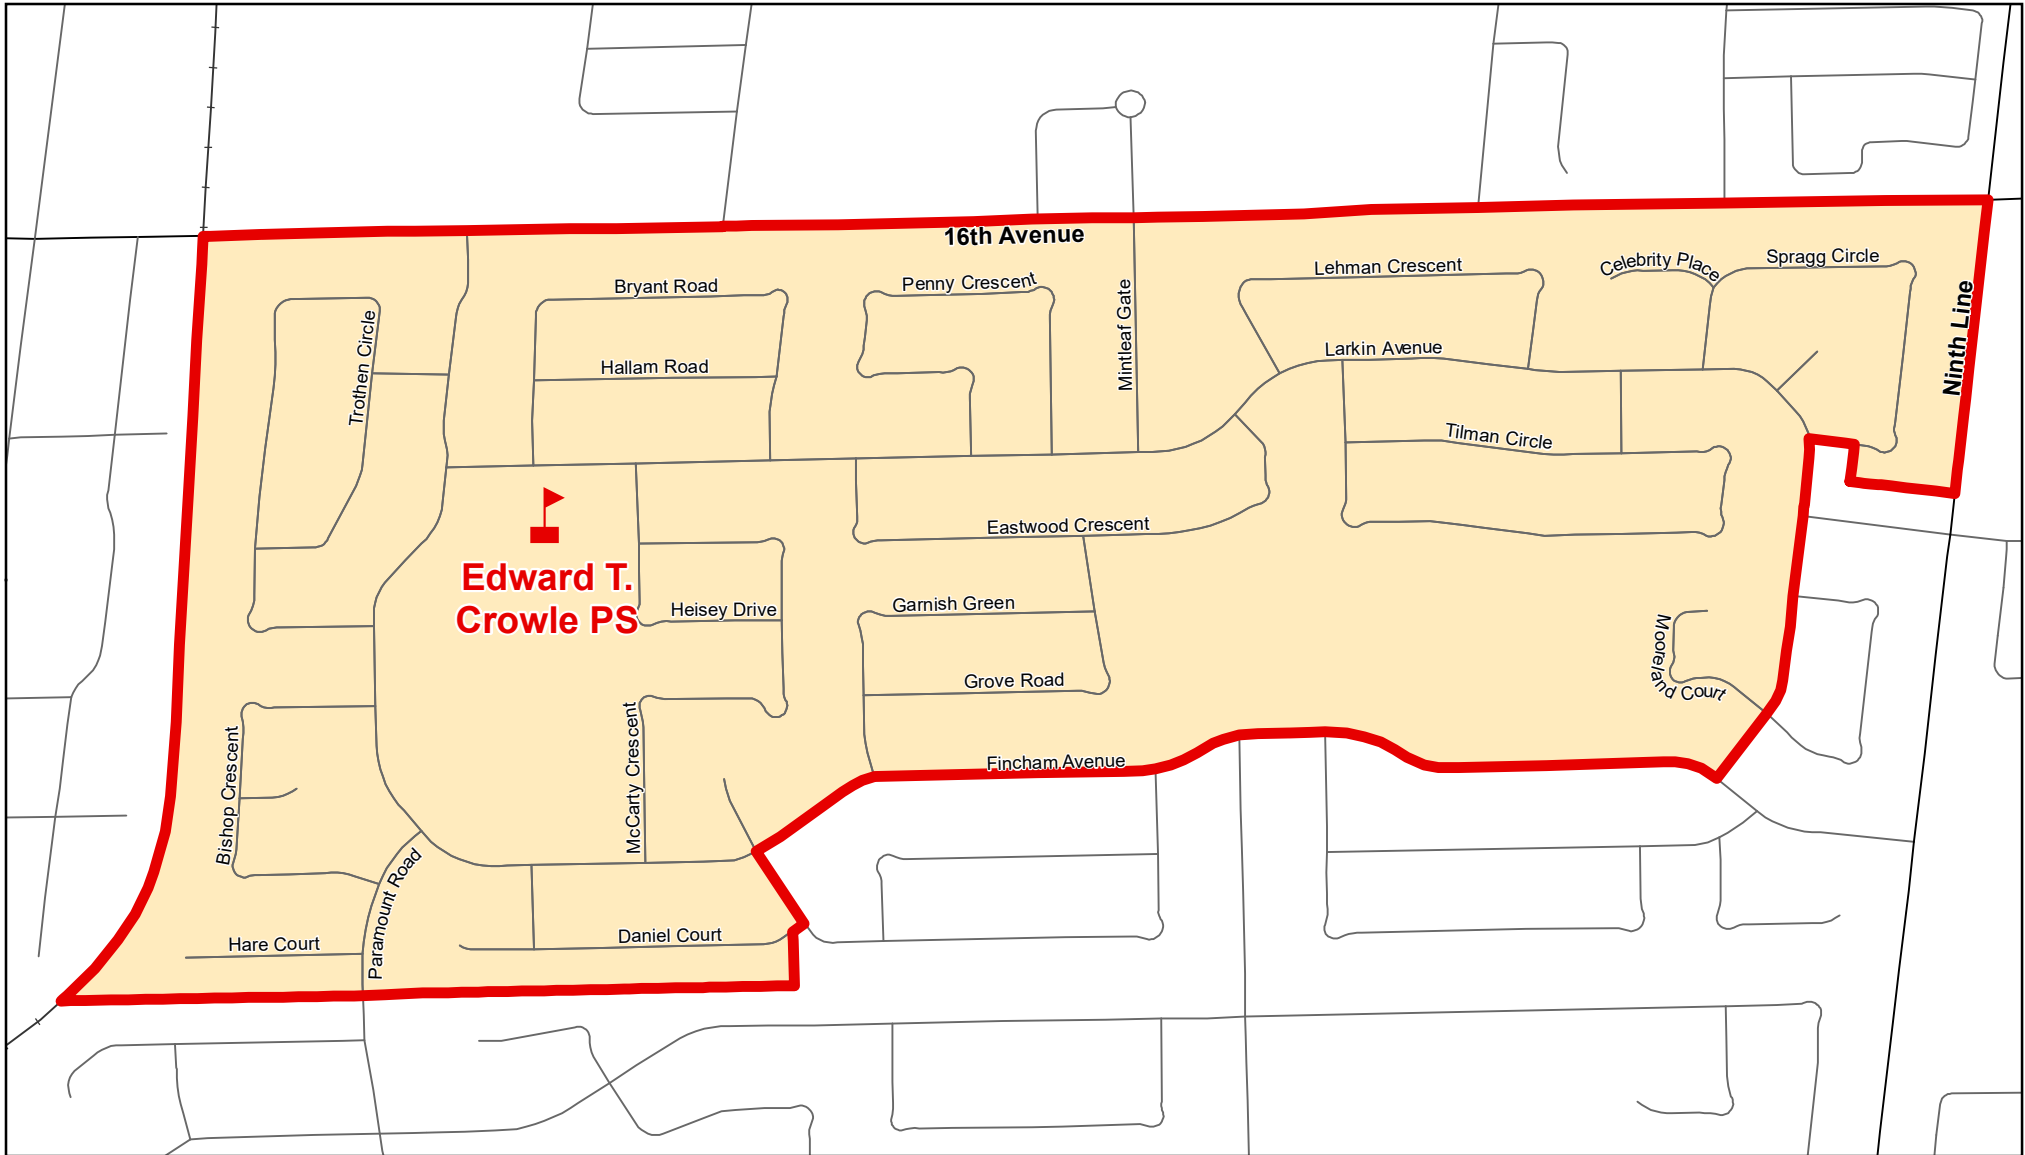 16th Avenue
Spragg Circle
Celebrity Place
Lehman Crescent
Penny Crescent
Bryant Road
Mintleaf Gate
Ninth Line
Trothen Circle
Larkin Avenue
Hallam Road
Tilman Circle
Eastwood Crescent
Edward T.
Crowle PS
Heisey Drive
Garnish Green
Mooreland Court
Grove Road
Bishop Crescent
McCarty Crescent
Fincham Avenue
Paramount Road
Daniel Court
Hare Court